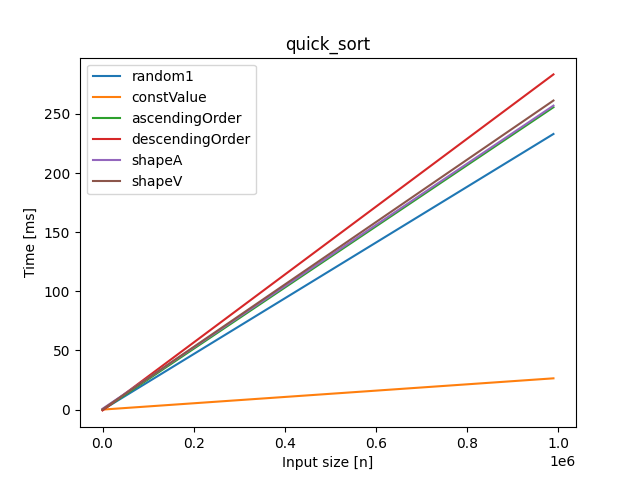 quick_sort
random1
constValue
ascendingOrder
descendingOrder
shapeA
shapeV
Time [ms]
250
200
150
100
50
0
0.0 0.2 0.4 0.6 0.8 1.0
1e6
Input size [n]